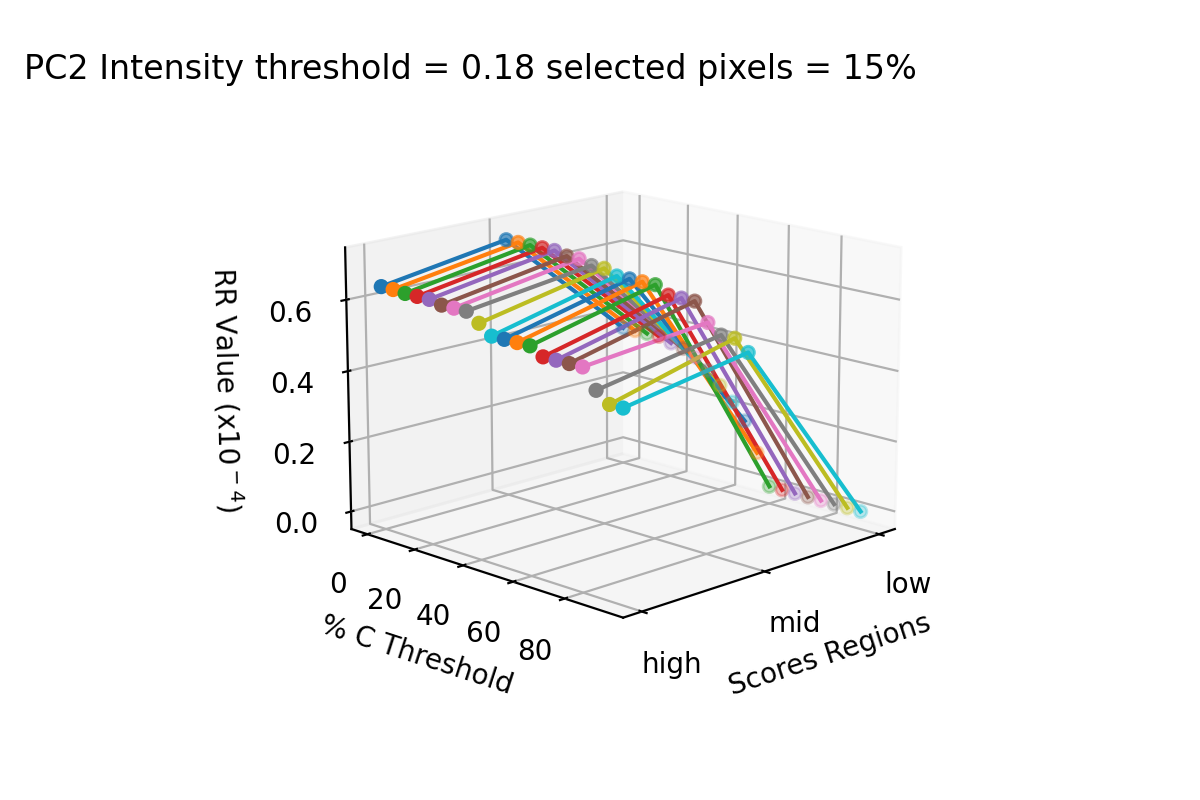 PC2 Intensity threshold = 0.18 selected pixels = 15%
RR Value (x10⁻⁴)
0.6
0.4
0.2
0.0
0
20
40
60
80
% C Threshold
high
mid
low
Scores Regions